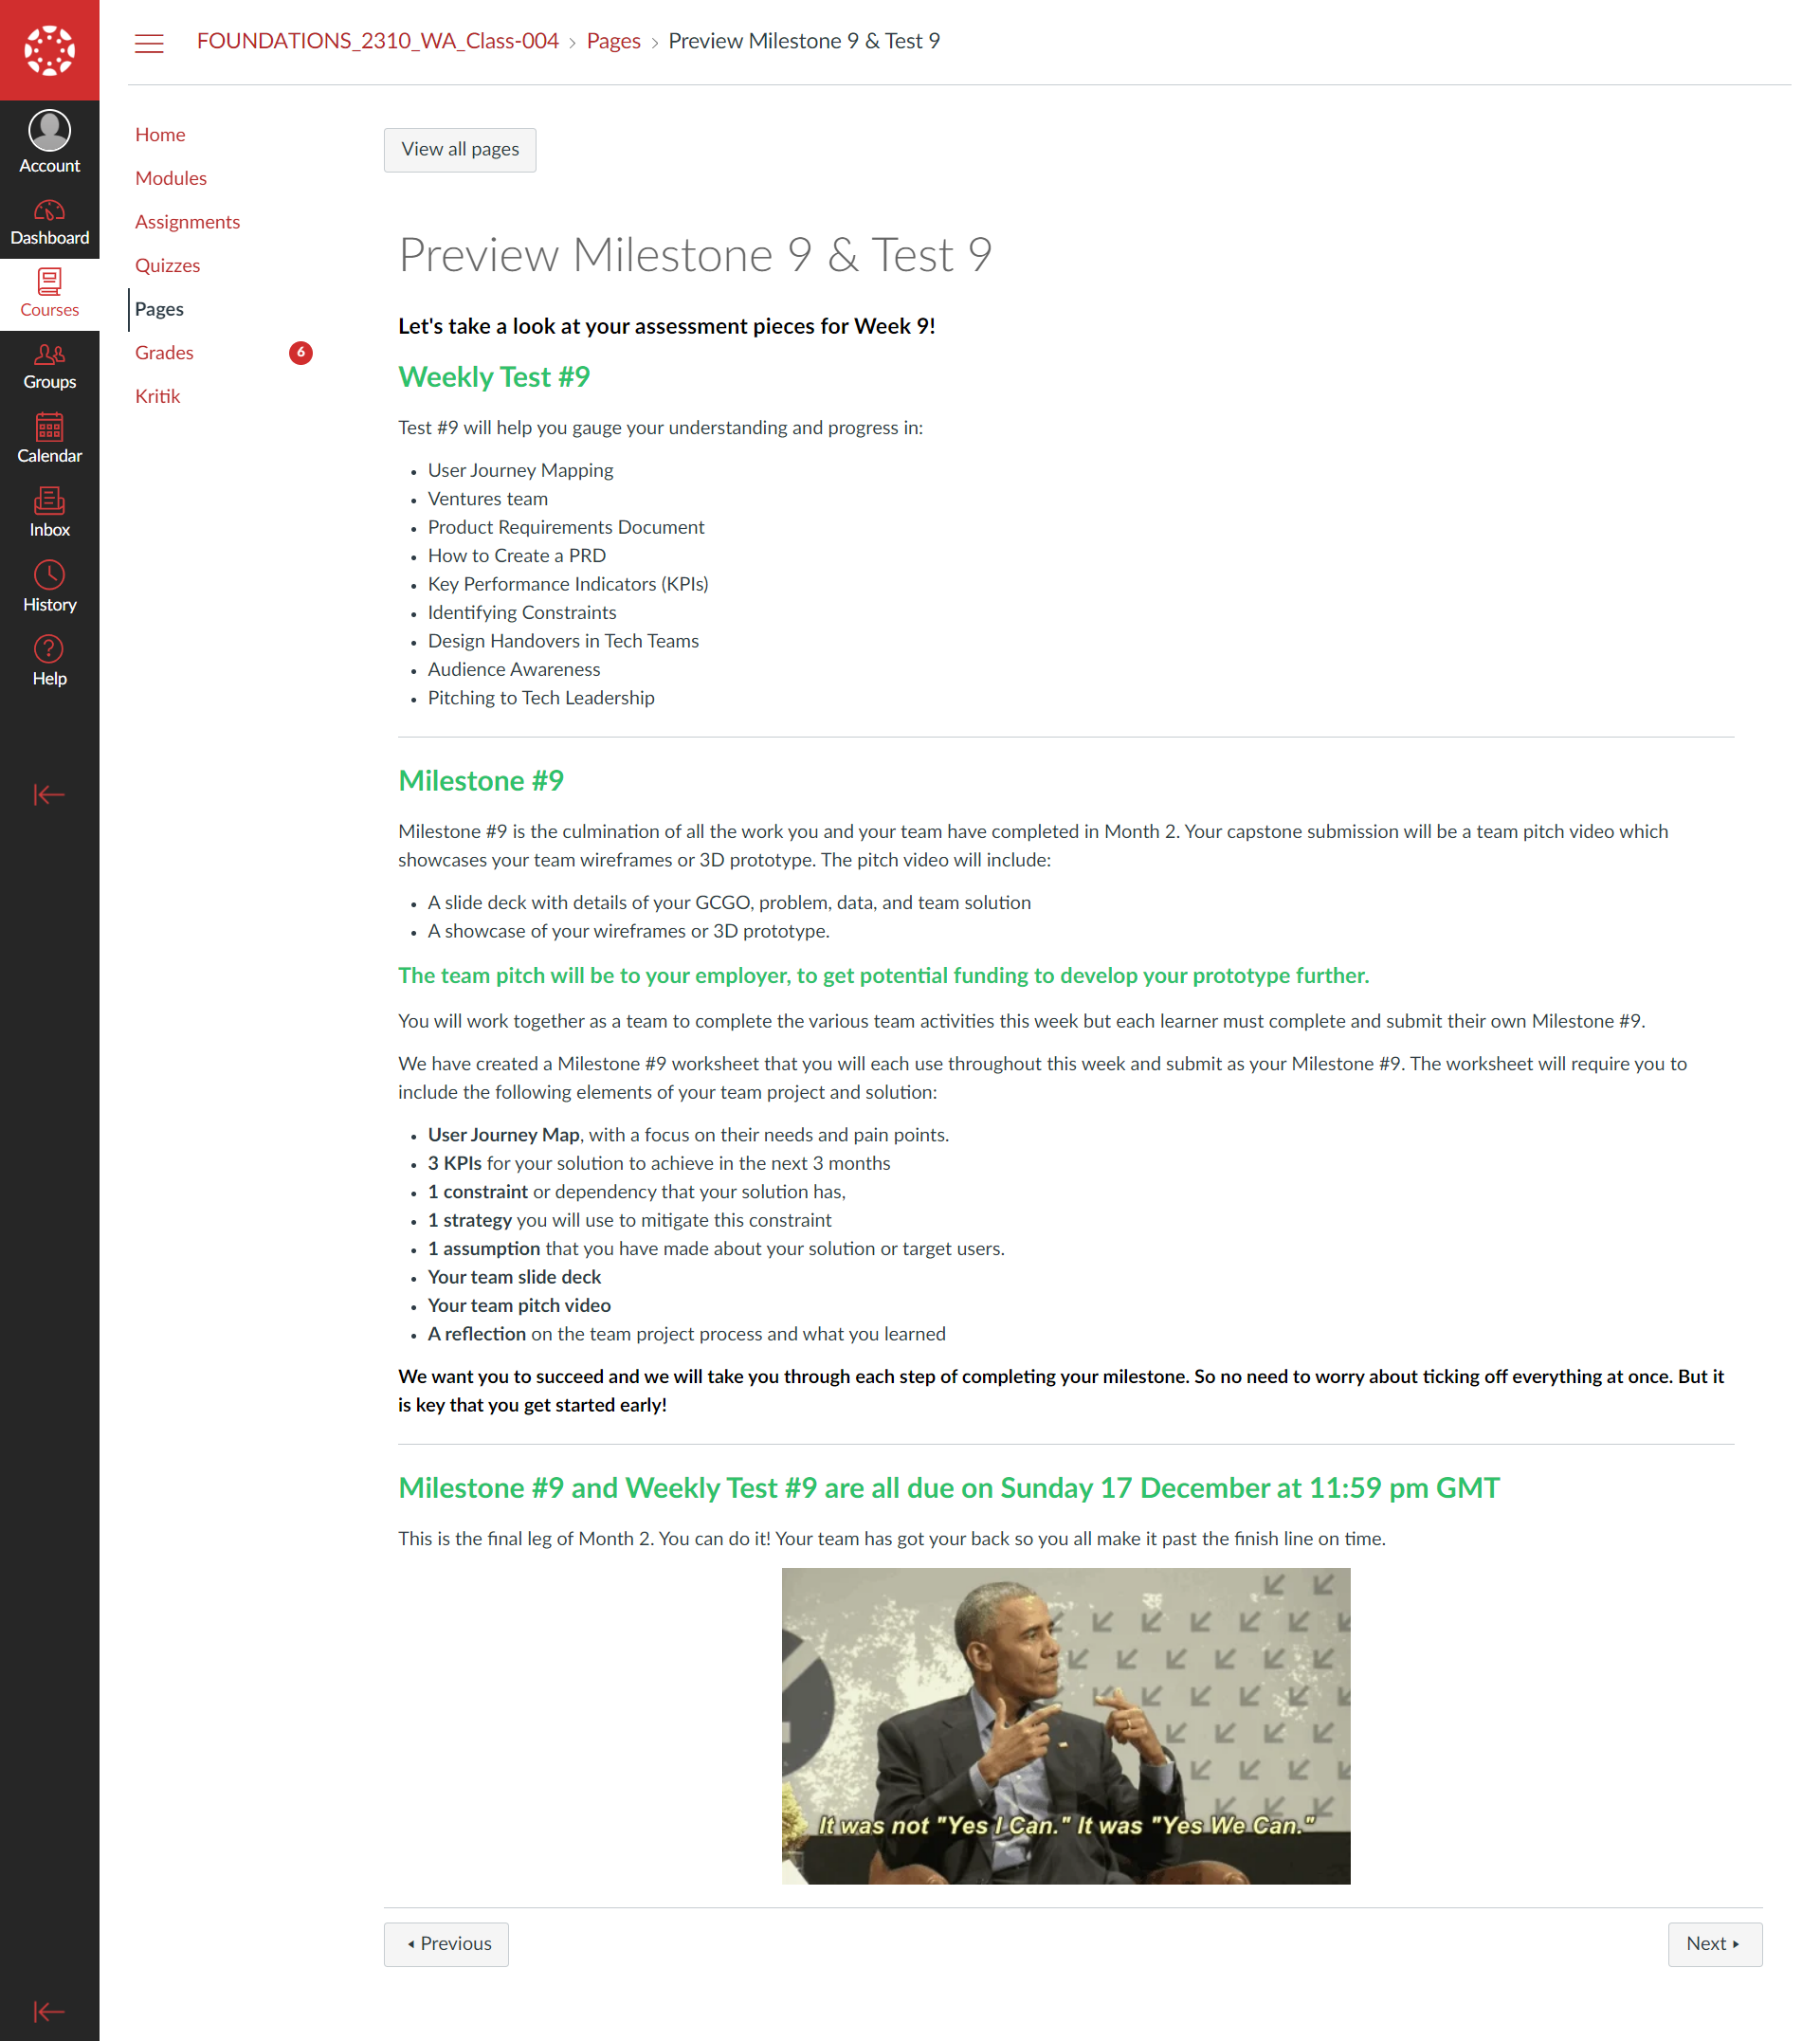 FOUNDATIONS_2310_WA_Class-004 › Pages › Preview Milestone 9 & Test 9
Account
Dashboard
Courses
Groups
Calendar
Inbox
History
Help
Home
Modules
Assignments
Quizzes
Pages
Grades 6
Kritik
View all pages
Preview Milestone 9 & Test 9
Let's take a look at your assessment pieces for Week 9!
Weekly Test #9
Test #9 will help you gauge your understanding and progress in:
• User Journey Mapping
• Ventures team
• Product Requirements Document
• How to Create a PRD
• Key Performance Indicators (KPIs)
• Identifying Constraints
• Design Handovers in Tech Teams
• Audience Awareness
• Pitching to Tech Leadership
Milestone #9
Milestone #9 is the culmination of all the work you and your team have completed in Month 2. Your capstone submission will be a team pitch video which
showcases your team wireframes or 3D prototype. The pitch video will include:
• A slide deck with details of your GCGO, problem, data, and team solution
• A showcase of your wireframes or 3D prototype.
The team pitch will be to your employer, to get potential funding to develop your prototype further.
You will work together as a team to complete the various team activities this week but each learner must complete and submit their own Milestone #9.
We have created a Milestone #9 worksheet that you will each use throughout this week and submit as your Milestone #9. The worksheet will require you to
include the following elements of your team project and solution:
• User Journey Map, with a focus on their needs and pain points.
• 3 KPIs for your solution to achieve in the next 3 months
• 1 constraint or dependency that your solution has,
• 1 strategy you will use to mitigate this constraint
• 1 assumption that you have made about your solution or target users.
• Your team slide deck
• Your team pitch video
• A reflection on the team project process and what you learned
We want you to succeed and we will take you through each step of completing your milestone. So no need to worry about ticking off everything at once. But it
is key that you get started early!
Milestone #9 and Weekly Test #9 are all due on Sunday 17 December at 11:59 pm GMT
This is the final leg of Month 2. You can do it! Your team has got your back so you all make it past the finish line on time.
It was not "Yes I Can." It was "Yes We Can."
Previous
Next